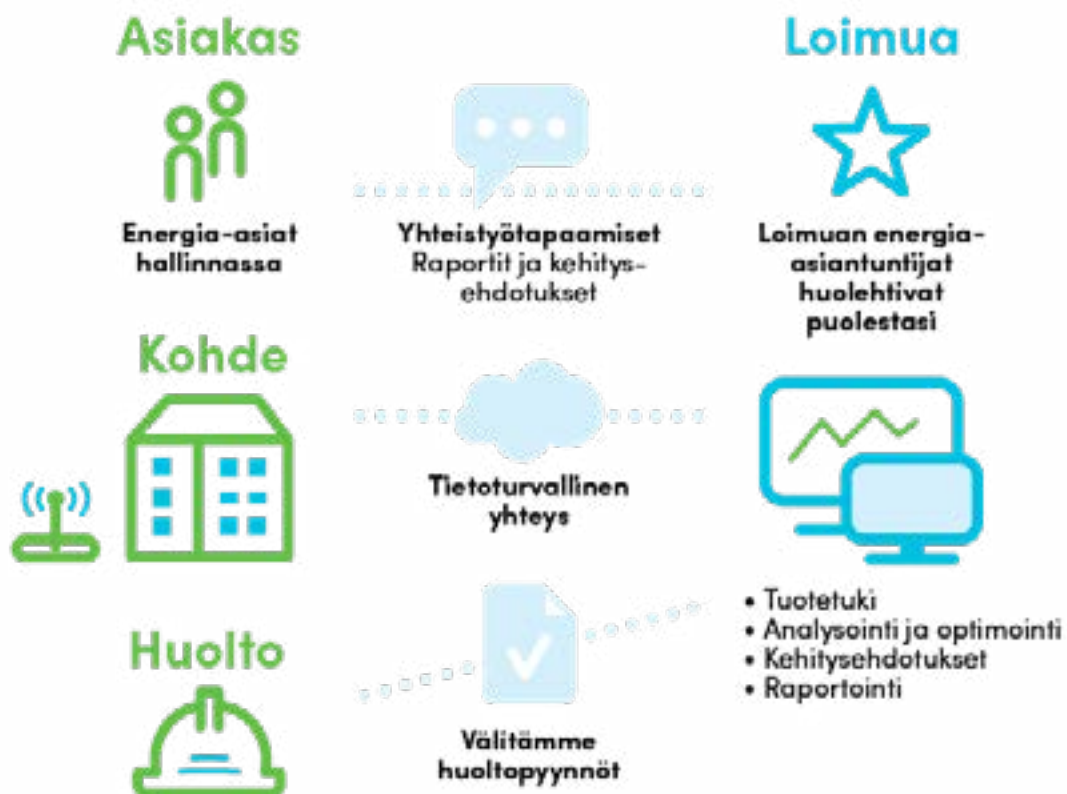 Asiakas
Loimua
Energia-asiat
hallinnassa
Yhteistyötapaamiset
Raportit ja kehitys-
ehdotukset
Loimuan energia-
asiantuntijat
huolehtivat
puolestasi
Kohde
Tietoturvallinen
yhteys
• Tuotetuki
• Analysointi ja optimointi
• Kehitysehdotukset
• Raportointi
Huolto
Välitämme
huoltopyynnöt